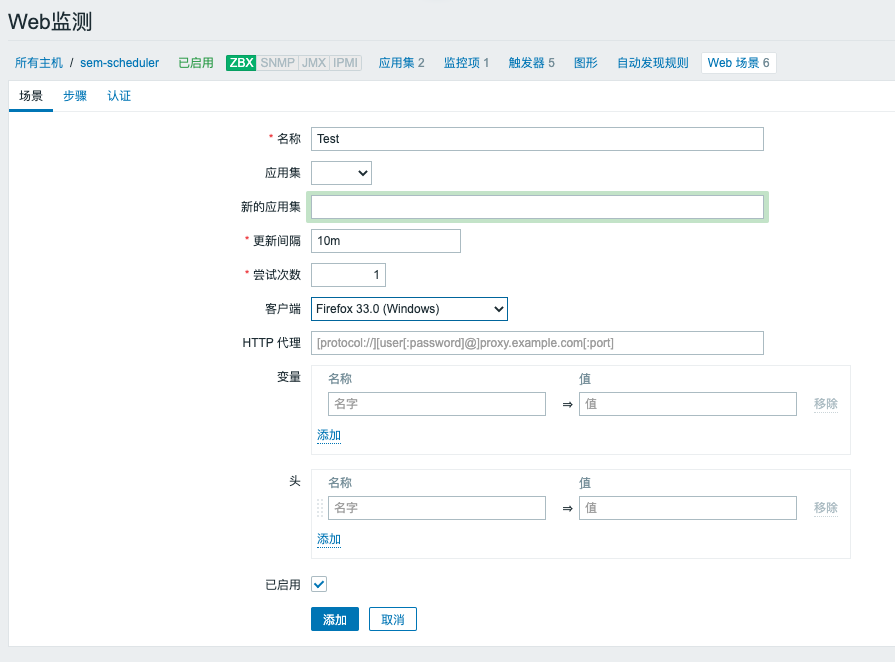 Web监测
所有主机 / sem-scheduler 已启用 ZBX SNMP JMX IPMI 应用集 2 监控项 1 触发器 5 图形 自动发现规则 Web 场景 6
场景 步骤 认证
* 名称 Test
应用集
新的应用集
* 更新间隔 10m
* 尝试次数 1
客户端 Firefox 33.0 (Windows)
HTTP 代理 [protocol://][user[:password]@]proxy.example.com[:port]
变量 名称 值
名字 ⇒ 值 移除
添加
头 名称 值
名字 ⇒ 值 移除
添加
已启用
添加 取消